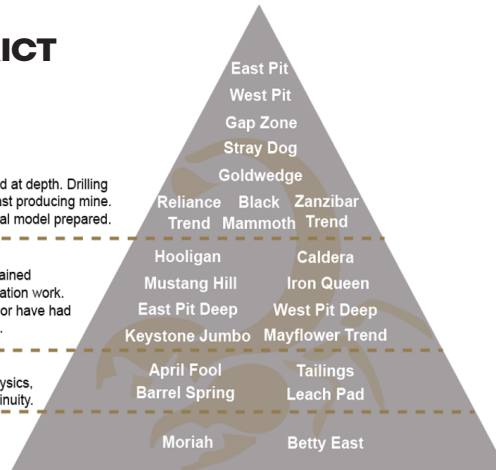 ICT
East Pit
West Pit
Gap Zone
Stray Dog
Goldwedge
Reliance Trend
Black Mammoth
Zanzibar Trend
d at depth. Drilling
ast producing mine.
al model prepared.
Hooligan
Caldera
Mustang Hill
Iron Queen
East Pit Deep
West Pit Deep
Keystone Jumbo
Mayflower Trend
ained
ation work.
or have had
.
April Fool
Tailings
Barrel Spring
Leach Pad
ysics,
inuity.
Moriah
Betty East